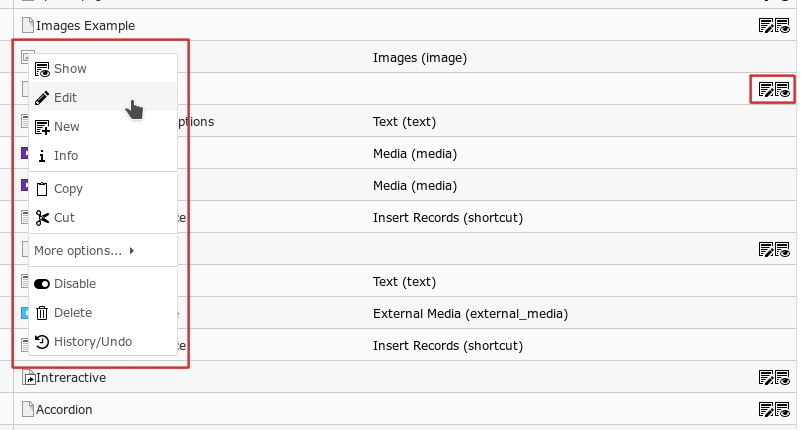 Images Example
Images (image)
Show
Edit
New
ptions
Text (text)
Info
Media (media)
Copy
Media (media)
Cut
Insert Records (shortcut)
More options...
Disable
Text (text)
Delete
External Media (external_media)
History/Undo
Insert Records (shortcut)
Intreractive
Accordion